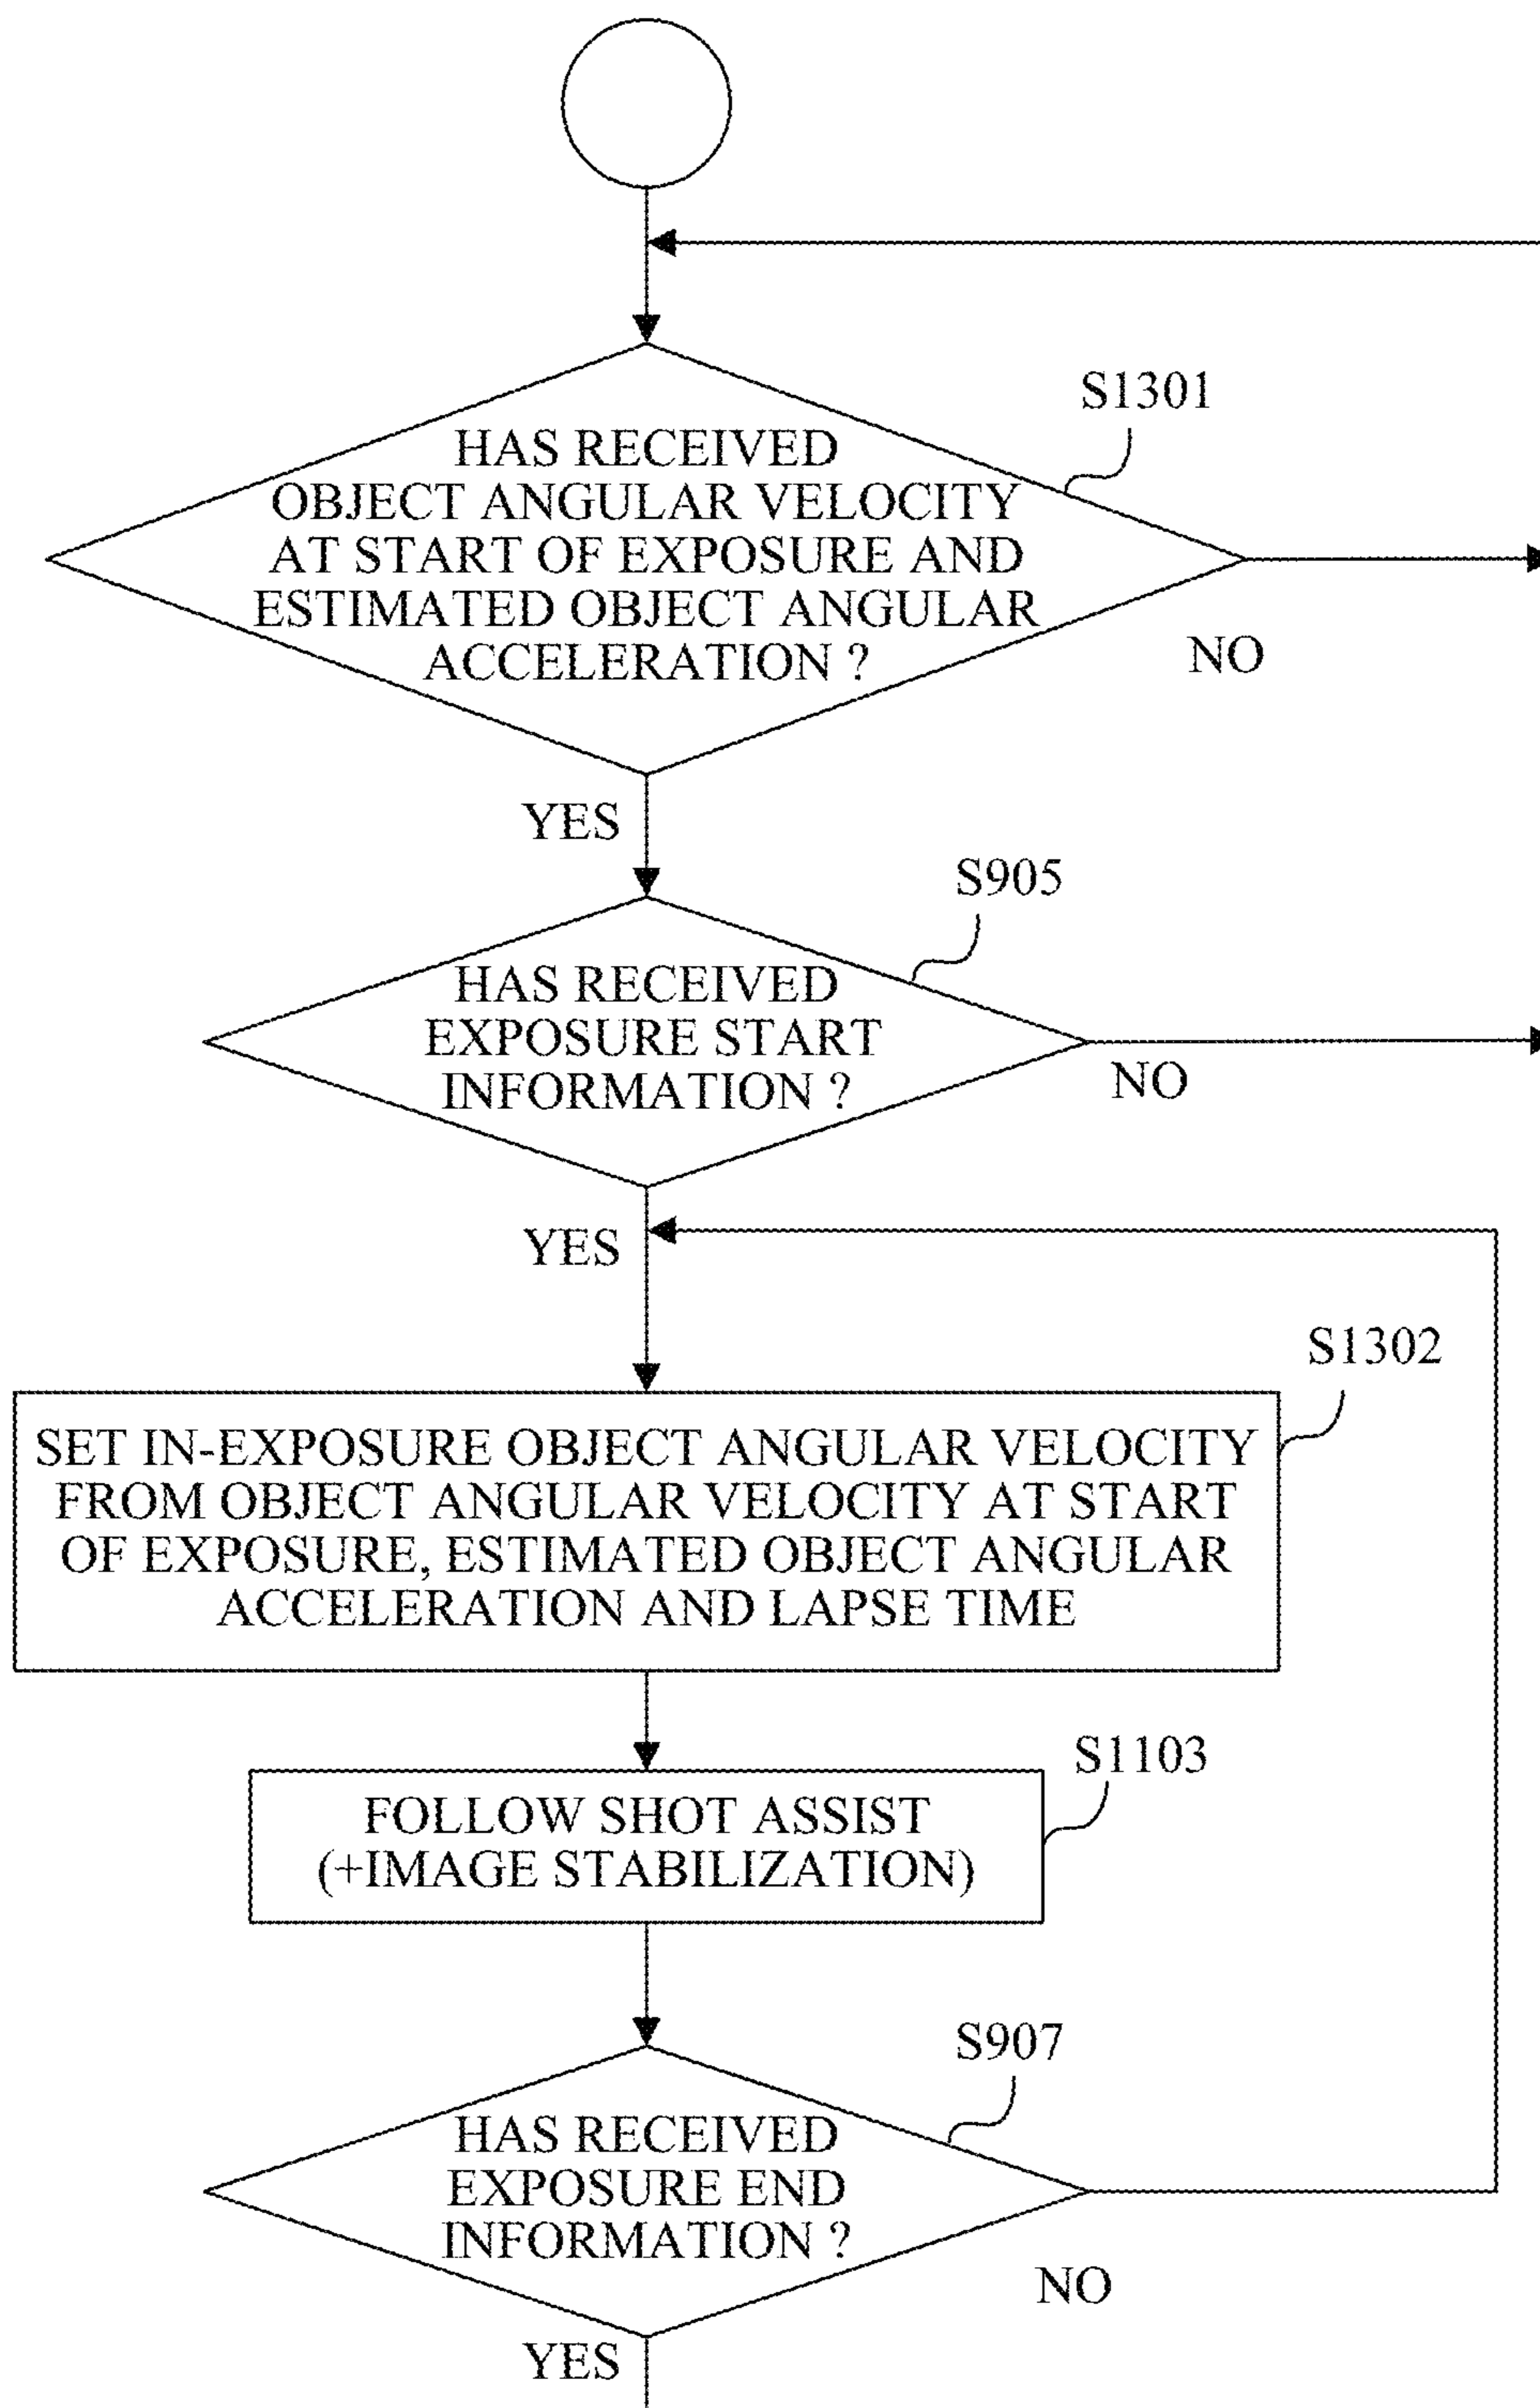 S1301
HAS RECEIVED
OBJECT ANGULAR VELOCITY
AT START OF EXPOSURE AND
ESTIMATED OBJECT ANGULAR
ACCELERATION ?
NO
YES
S905
HAS RECEIVED
EXPOSURE START
INFORMATION ?
NO
YES
S1302
SET IN-EXPOSURE OBJECT ANGULAR VELOCITY
FROM OBJECT ANGULAR VELOCITY AT START
OF EXPOSURE, ESTIMATED OBJECT ANGULAR
ACCELERATION AND LAPSE TIME
S1103
FOLLOW SHOT ASSIST
(+IMAGE STABILIZATION)
S907
HAS RECEIVED
EXPOSURE END
INFORMATION ?
NO
YES